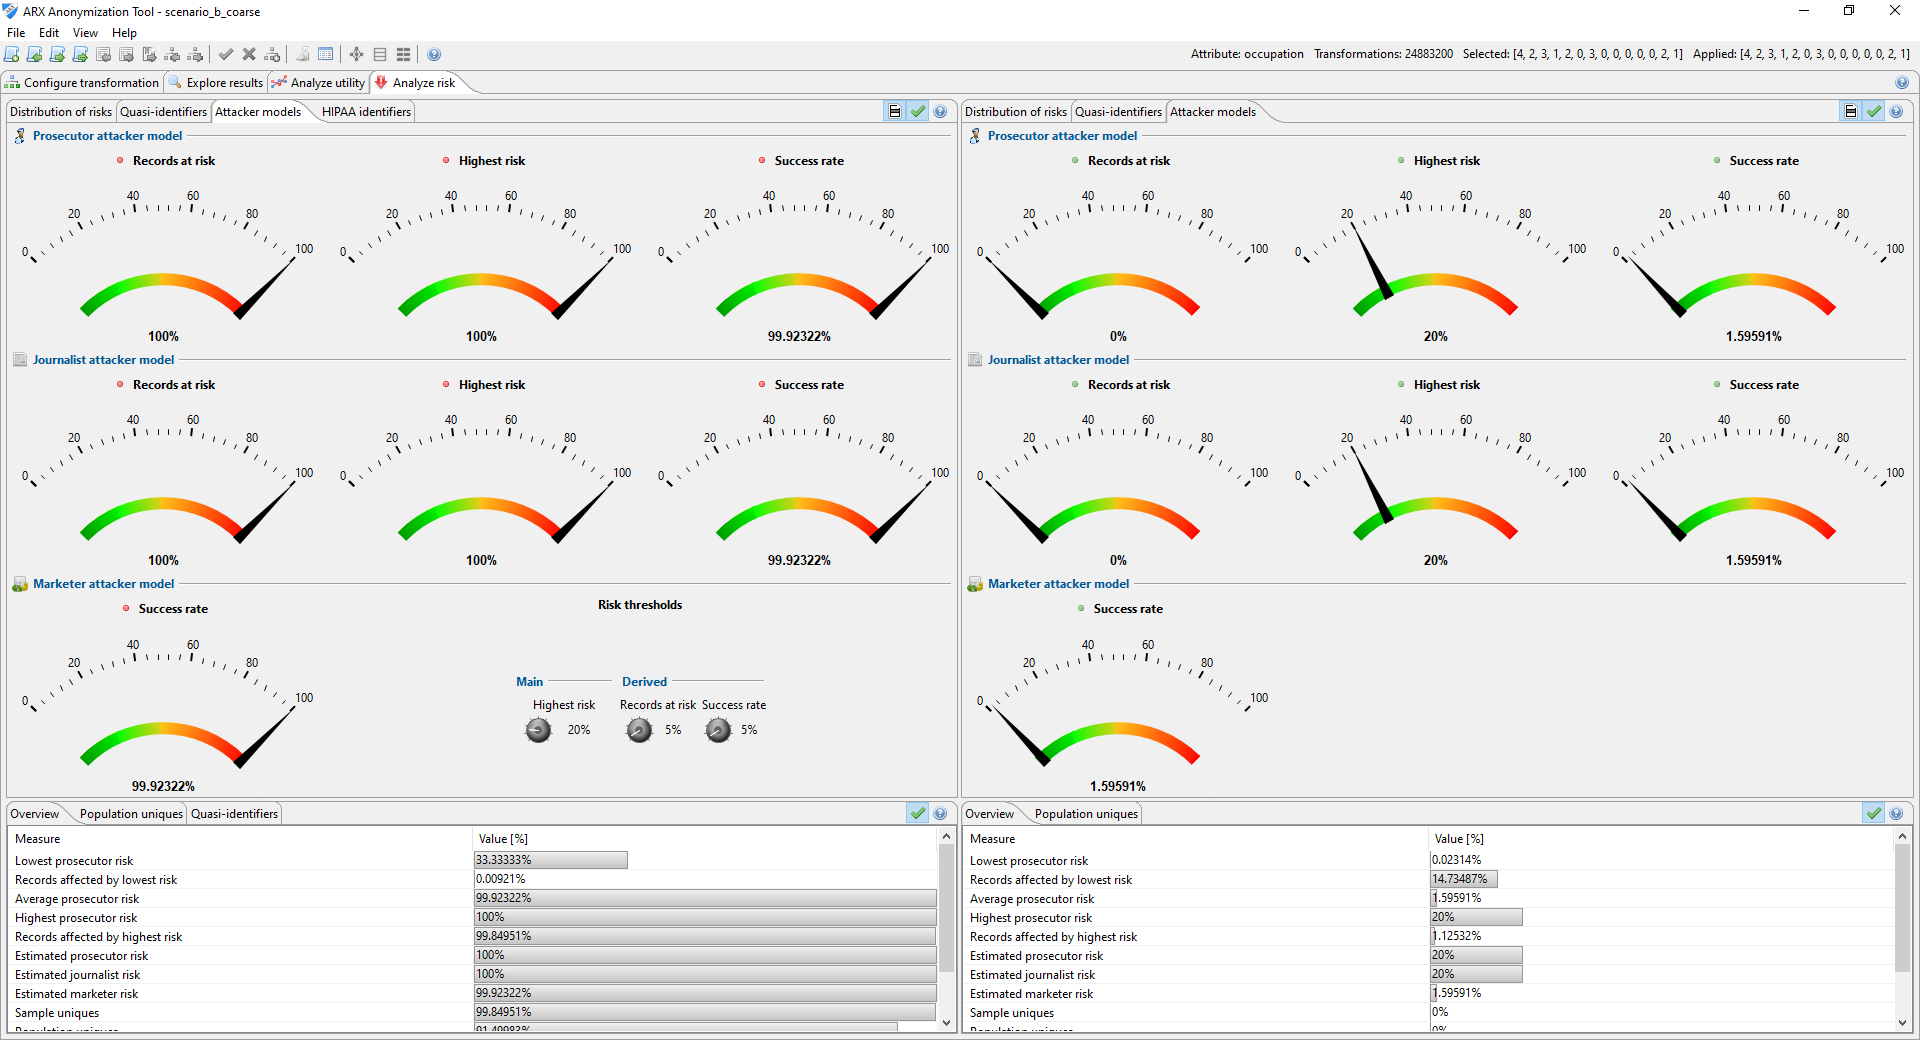 ARX Anonymization Tool - scenario_b_coarse
File Edit View Help
Attribute: occupation Transformations: 24883200 Selected: [4, 2, 3, 1, 2, 0, 3, 0, 0, 0, 0, 0, 2, 1] Applied: [4, 2, 3, 1, 2, 0, 3, 0, 0, 0, 0, 0, 2, 1]
Configure transformation Explore results Analyze utility Analyze risk
Distribution of risks Quasi-identifiers Attacker models HIPAA identifiers
Prosecutor attacker model
Records at risk Highest risk Success rate
0 20 40 60 80 100 0 20 40 60 80 100 0 20 40 60 80 100
100% 100% 99.92322%
Journalist attacker model
Records at risk Highest risk Success rate
0 20 40 60 80 100 0 20 40 60 80 100 0 20 40 60 80 100
100% 100% 99.92322%
Marketer attacker model
Success rate
0 20 40 60 80 100
99.92322%
Risk thresholds
Main Derived
Highest risk Records at risk Success rate
20% 5% 5%
Distribution of risks Quasi-identifiers Attacker models
Prosecutor attacker model
Records at risk Highest risk Success rate
0 20 40 60 80 100 0 20 40 60 80 100 0 20 40 60 80 100
0% 20% 1.59591%
Journalist attacker model
Records at risk Highest risk Success rate
0 20 40 60 80 100 0 20 40 60 80 100 0 20 40 60 80 100
0% 20% 1.59591%
Marketer attacker model
Success rate
0 20 40 60 80 100
1.59591%
Overview Population uniques Quasi-identifiers
Measure Value [%]
Lowest prosecutor risk 33.33333%
Records affected by lowest risk 0.00921%
Average prosecutor risk 99.92322%
Highest prosecutor risk 100%
Records affected by highest risk 99.84951%
Estimated prosecutor risk 100%
Estimated journalist risk 100%
Estimated marketer risk 99.92322%
Sample uniques 99.84951%
Population uniques 91.49983%
Overview Population uniques
Measure Value [%]
Lowest prosecutor risk 0.02314%
Records affected by lowest risk 14.73487%
Average prosecutor risk 1.59591%
Highest prosecutor risk 20%
Records affected by highest risk 1.12532%
Estimated prosecutor risk 20%
Estimated journalist risk 20%
Estimated marketer risk 1.59591%
Sample uniques 0%
Population uniques 0%